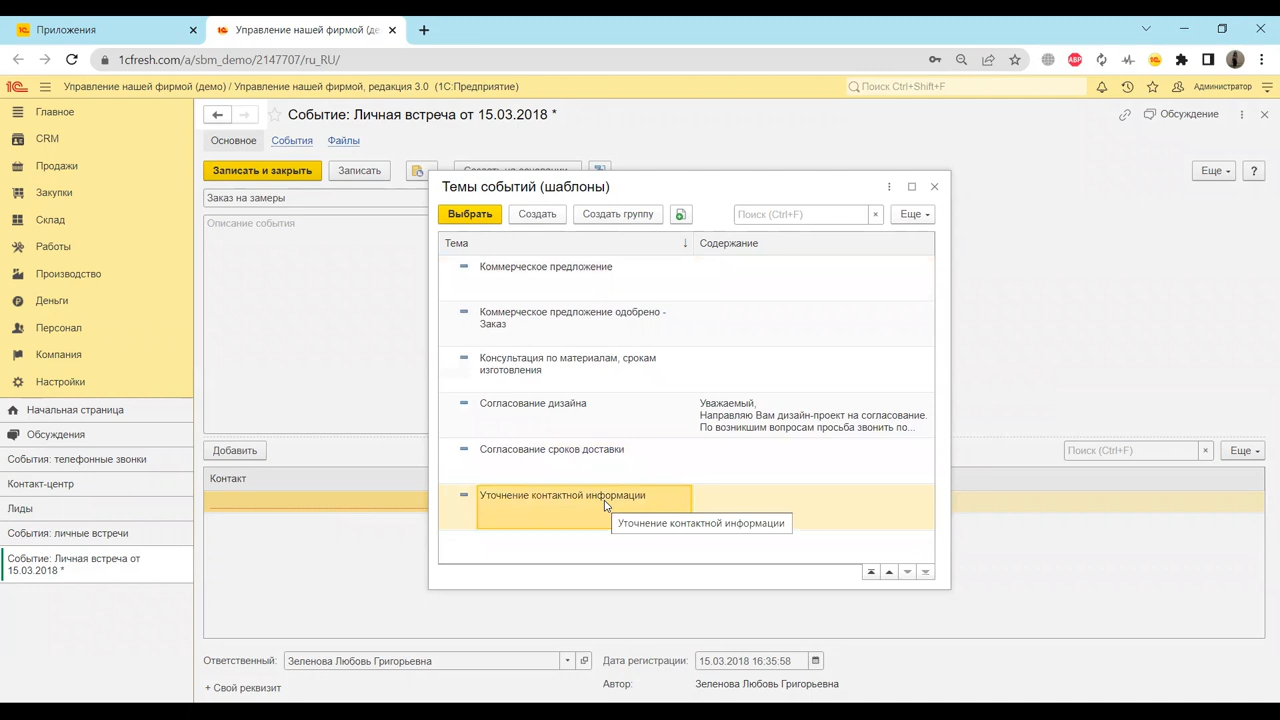 Приложения
Управление нашей фирмой (де
1cfresh.com/a/sbm_demo/2147707/ru_RU/
ABP
1С
Управление нашей фирмой (демо) / Управление нашей фирмой, редакция 3.0 (1С:Предприятие)
Поиск Ctrl+Shift+F
Администратор
Главное
CRM
Продажи
Закупки
Склад
Работы
Производство
Деньги
Персонал
Компания
Настройки
Начальная страница
Обсуждения
События: телефонные звонки
Контакт-центр
Лиды
События: личные встречи
Событие: Личная встреча от
15.03.2018 *
Событие: Личная встреча от 15.03.2018 *
Обсуждение
Основное
События
Файлы
Записать и закрыть
Записать
Еще
?
Заказ на замеры
Описание события
Темы событий (шаблоны)
Выбрать
Создать
Создать группу
Поиск (Ctrl+F)
×
Еще
Тема
Содержание
Коммерческое предложение
Коммерческое предложение одобрено -
Заказ
Консультация по материалам, срокам
изготовления
Согласование дизайна
Уважаемый,
Направляю Вам дизайн-проект на согласование.
По возникшим вопросам просьба звонить по...
Согласование сроков доставки
Уточнение контактной информации
Уточнение контактной информации
Добавить
Поиск (Ctrl+F)
×
Еще
Контакт
Ответственный:
Зеленова Любовь Григорьевна
Дата регистрации:
15.03.2018 16:35:58
+ Свой реквизит
Автор:
Зеленова Любовь Григорьевна